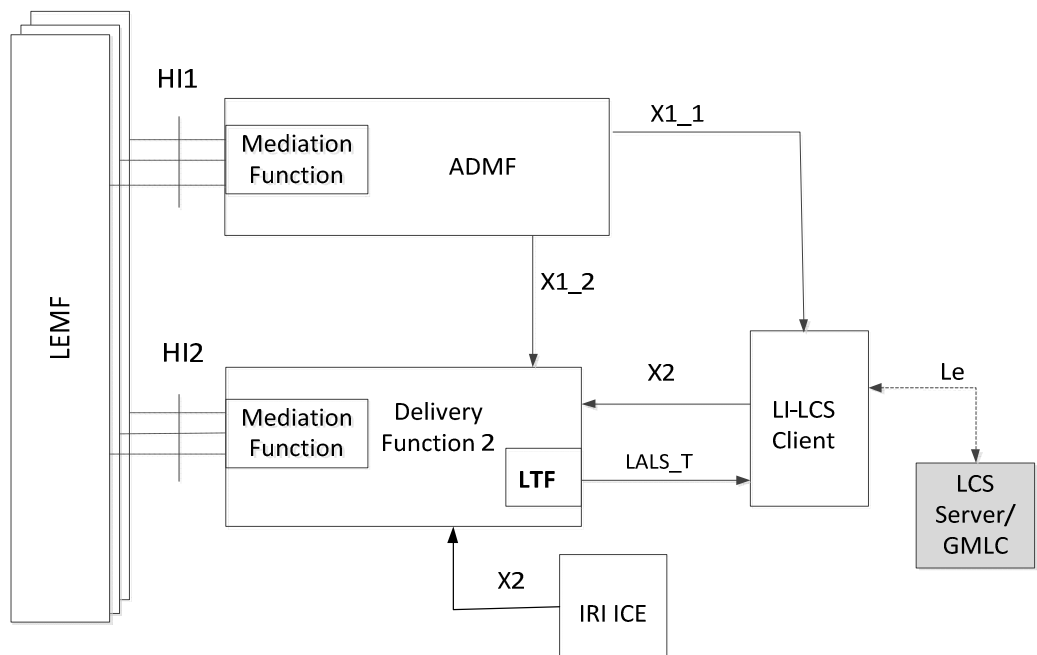 HI1
X1_1
Mediation
Function
ADMF
X1_2
LEMF
HI2
X2
Le
Mediation
Function
Delivery
Function 2
LI-LCS
Client
LTF
LALS_T
LCS
Server/
GMLC
X2
IRI ICE